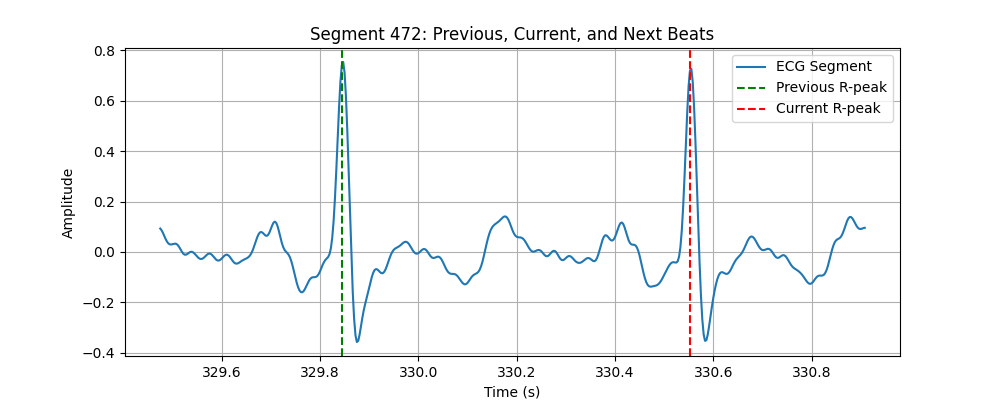 Segment 472: Previous, Current, and Next Beats
ECG Segment
Previous R-peak
Current R-peak
0.8
0.6
0.4
0.2
0.0
−0.2
−0.4
Amplitude
329.6 329.8 330.0 330.2 330.4 330.6 330.8
Time (s)